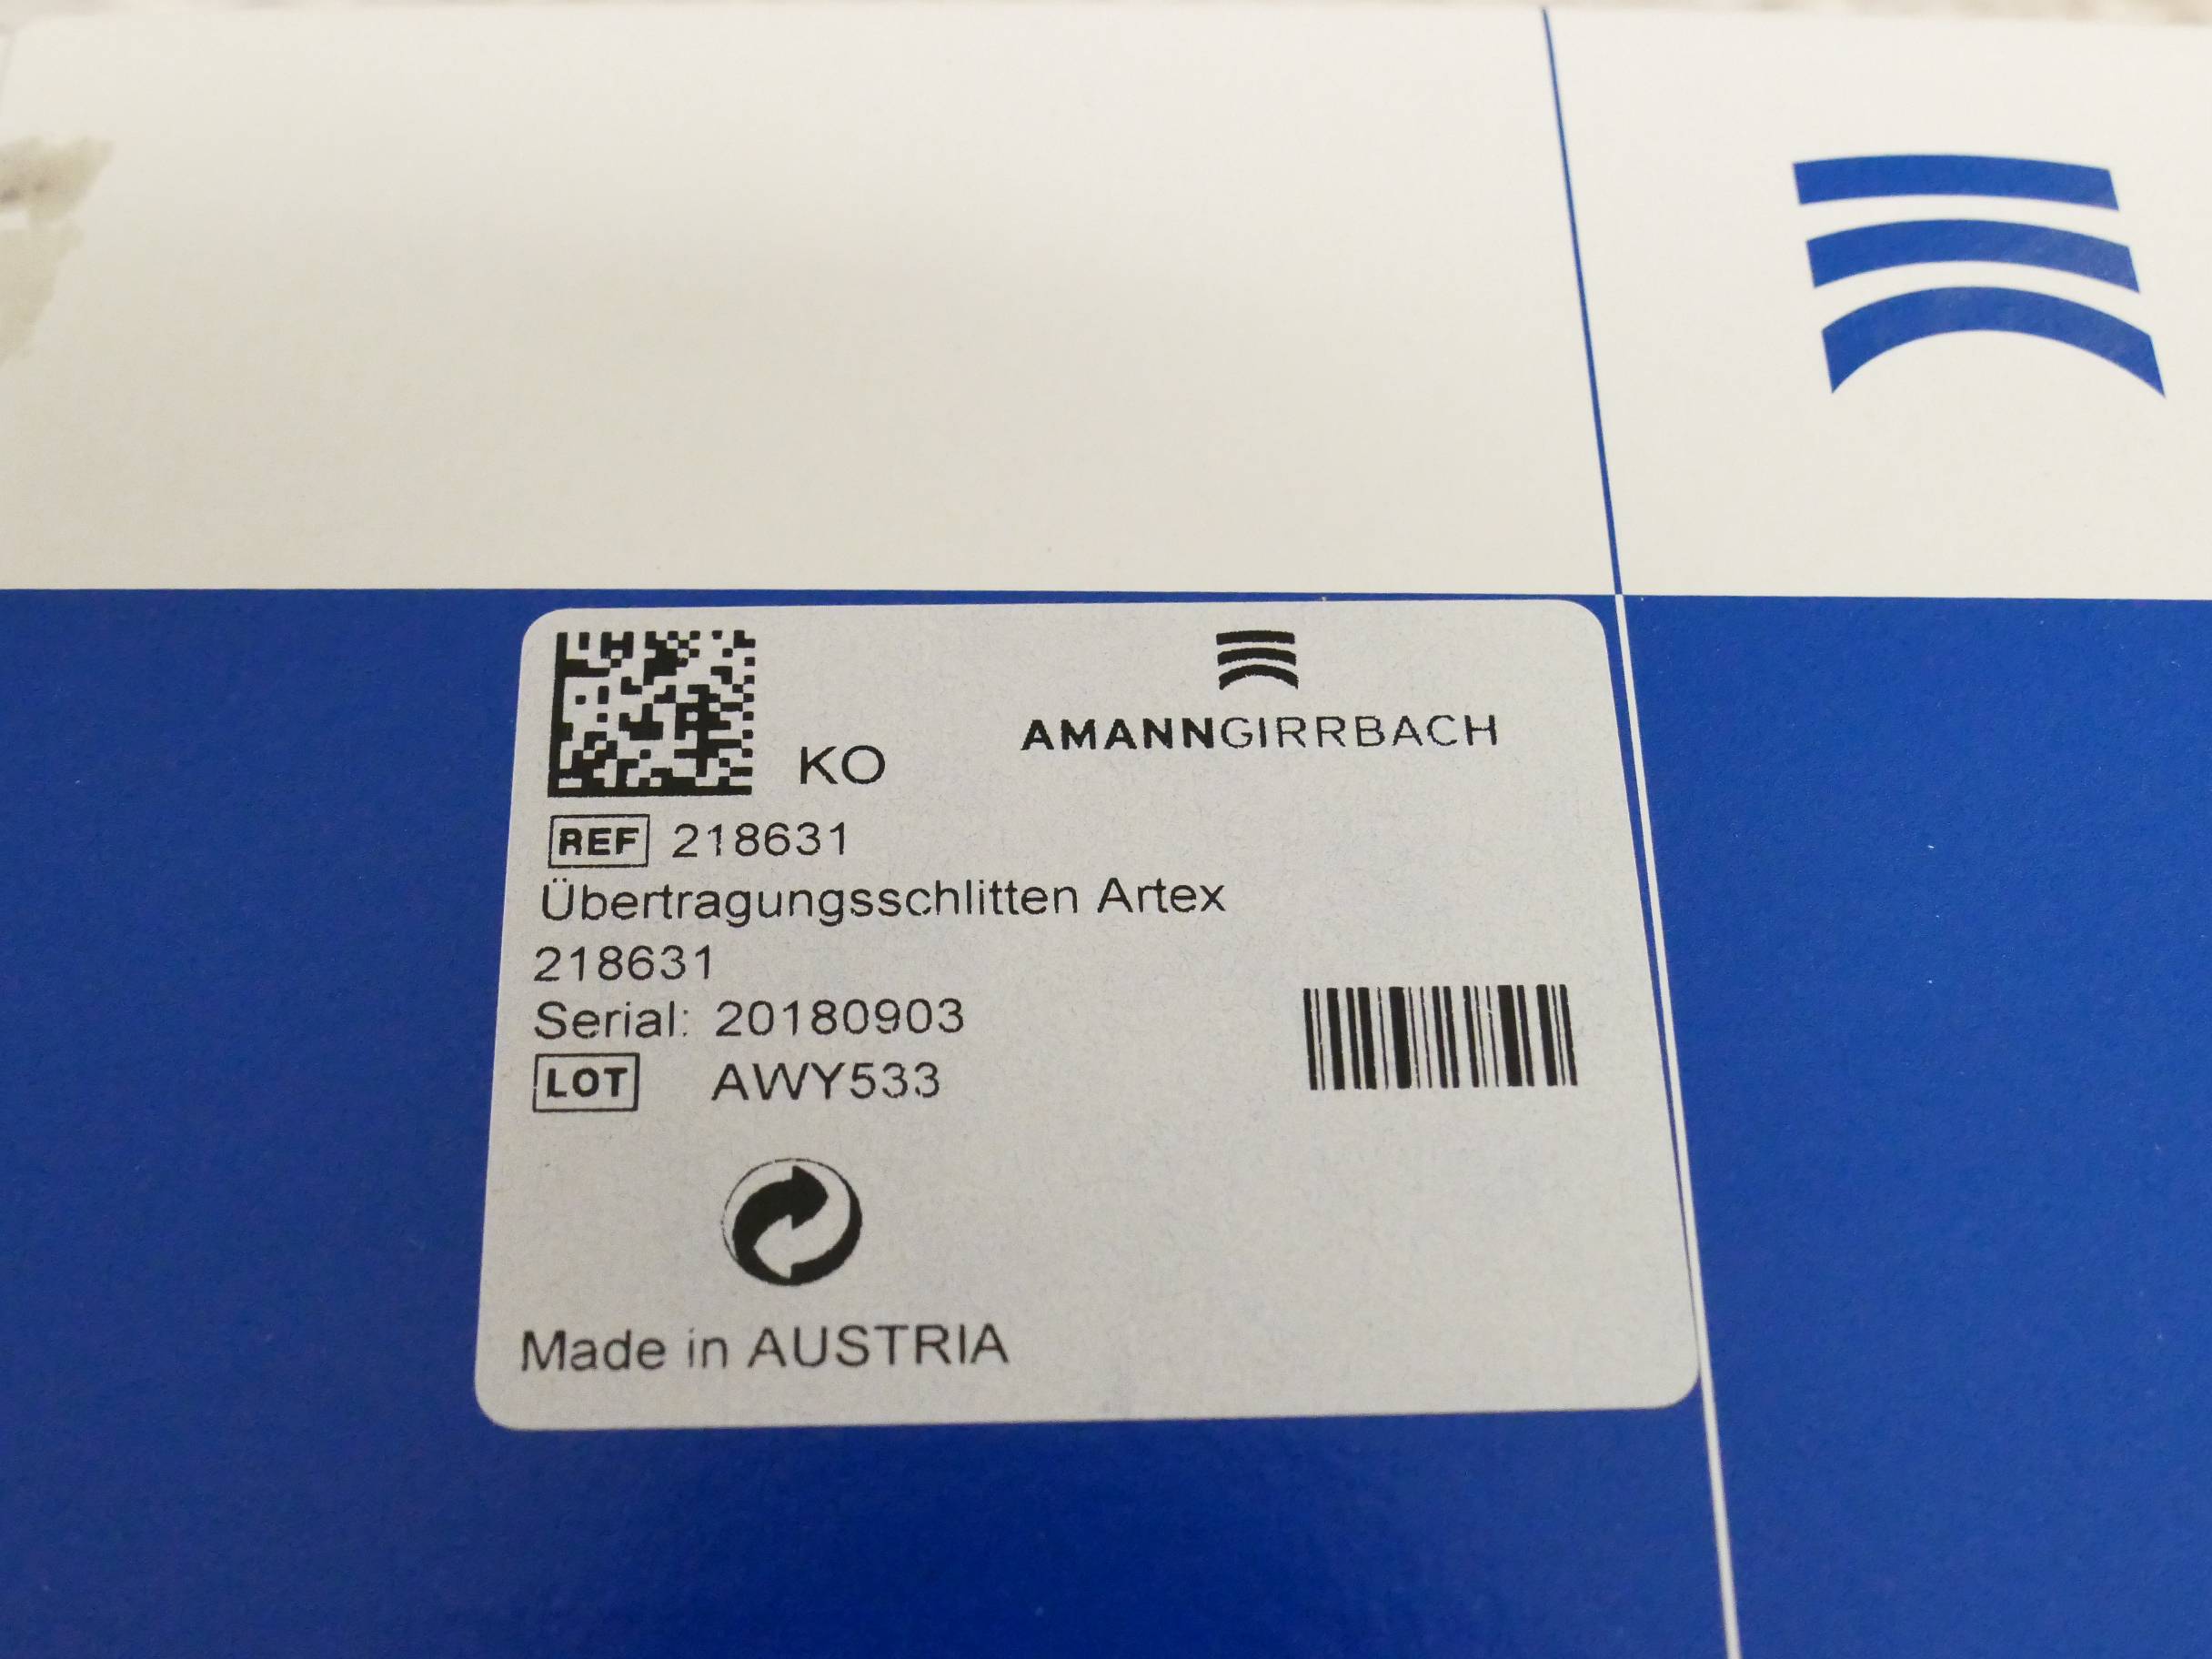 KO
AMANNGIRRBACH
REF 218631
Übertragungsschlitten Artex
218631
Serial: 20180903
LOT AWY533
Made in AUSTRIA